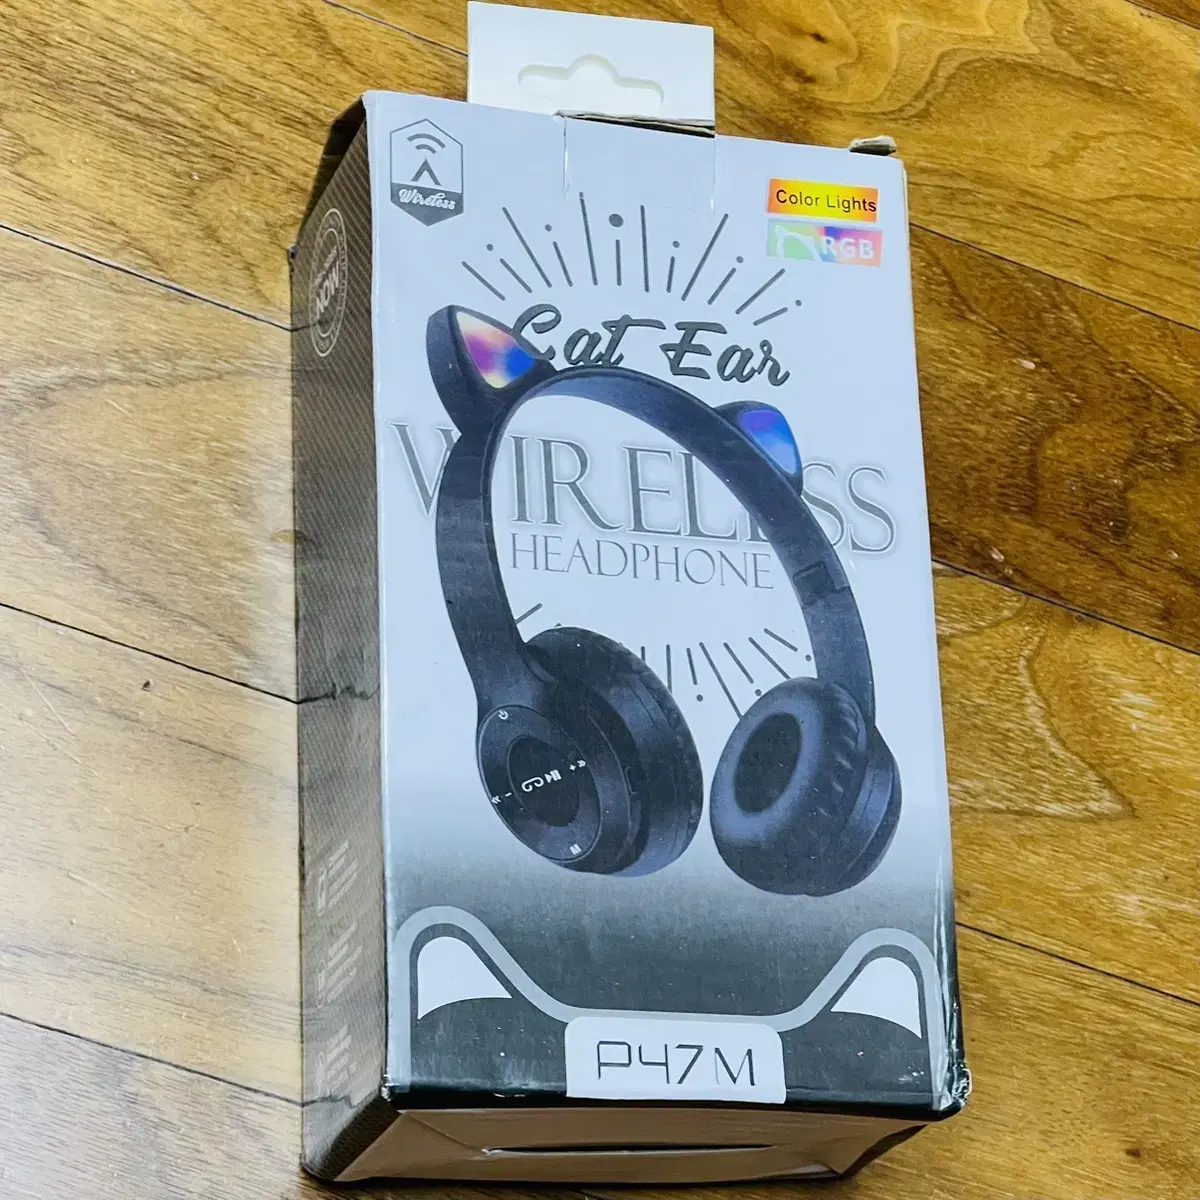 Wireless
Color Lights
RGB
Cat Ear
WIRELESS
HEADPHONE
M
P47M